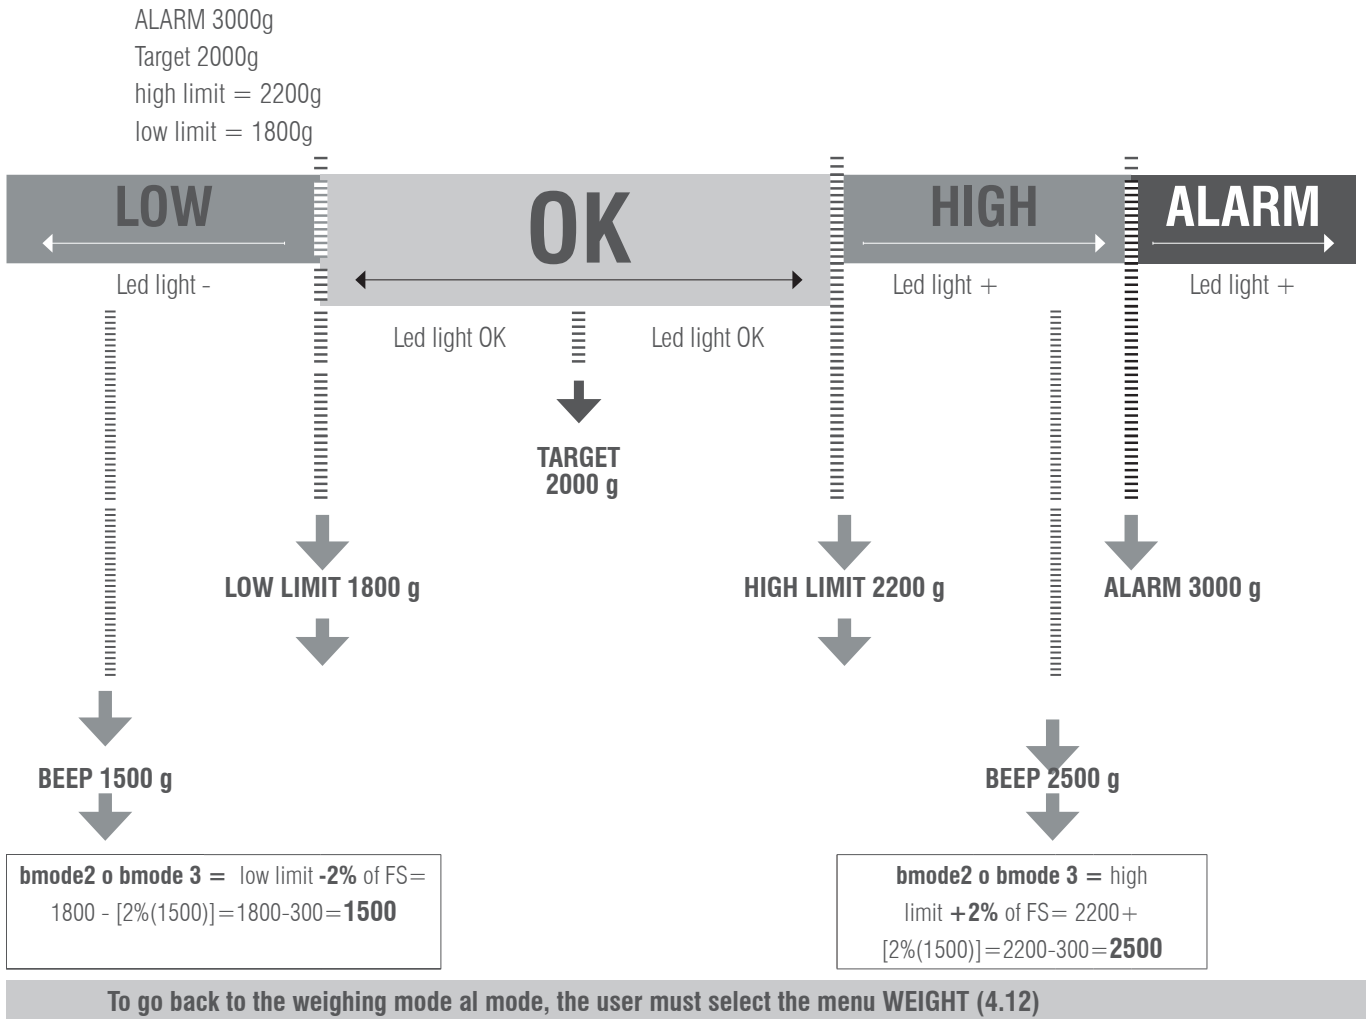 ALARM 3000g
Target 2000g
high limit = 2200g
low limit = 1800g
LOW
OK
HIGH
ALARM
Led light -
Led light +
Led light +
Led light OK
Led light OK
TARGET
2000 g
LOW LIMIT 1800 g
HIGH LIMIT 2200 g
ALARM 3000 g
BEEP 1500 g
BEEP 2500 g
bmode2 o bmode 3 = low limit -2% of FS=
1800 - [2%(1500)]=1800-300=1500
bmode2 o bmode 3 = high
limit +2% of FS= 2200+
[2%(1500)]=2200-300=2500
To go back to the weighing mode al mode, the user must select the menu WEIGHT (4.12)